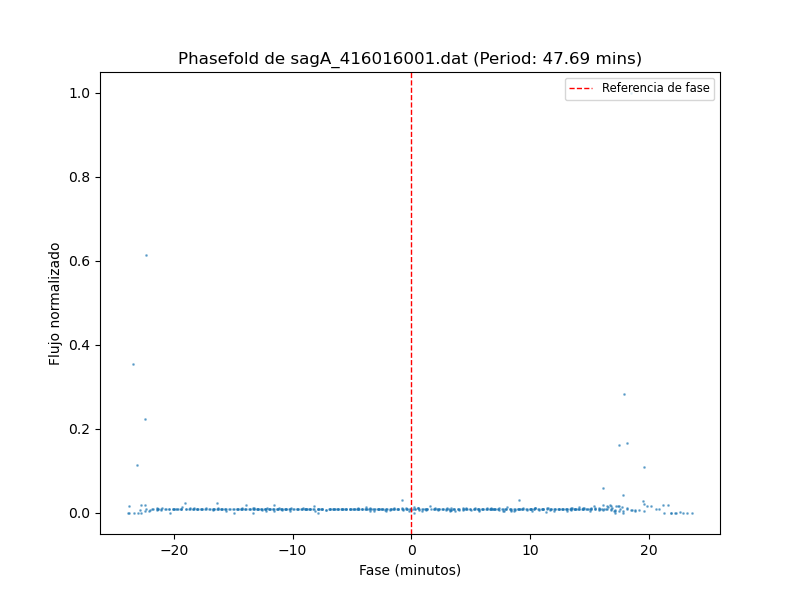 Phasefold de sagA_416016001.dat (Period: 47.69 mins)
Referencia de fase
1.0
0.8
0.6
0.4
0.2
0.0
Flujo normalizado
−20
−10
0
10
20
Fase (minutos)